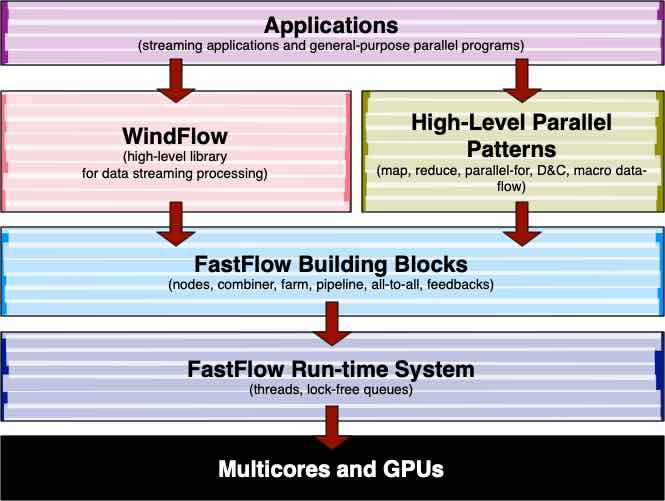 Applications
(streaming applications and general-purpose parallel programs)
WindFlow
(high-level library
for data streaming processing)
High-Level Parallel
Patterns
(map, reduce, parallel-for, D&C, macro data-
flow)
FastFlow Building Blocks
(nodes, combiner, farm, pipeline, all-to-all, feedbacks)
FastFlow Run-time System
(threads, lock-free queues)
Multicores and GPUs